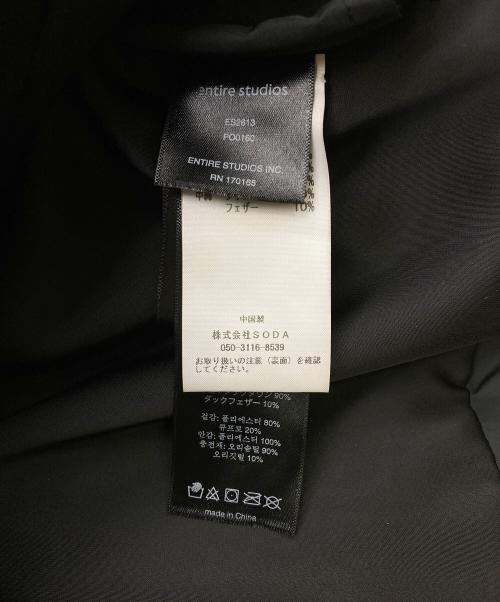 entire studios
ES2613
PO0160
ENTIRE STUDIOS INC.
RN 170165
フェザー 10%
中国製
株式会社SODA
050-3116-8539
お取り扱いの注意（表面）を確認
してください。
90%
ダックフェザー 10%
겉감: 폴리에스터 80%
큐프로 20%
안감: 폴리에스터 100%
충전재: 오리솜털 90%
오리깃털 10%
made in China